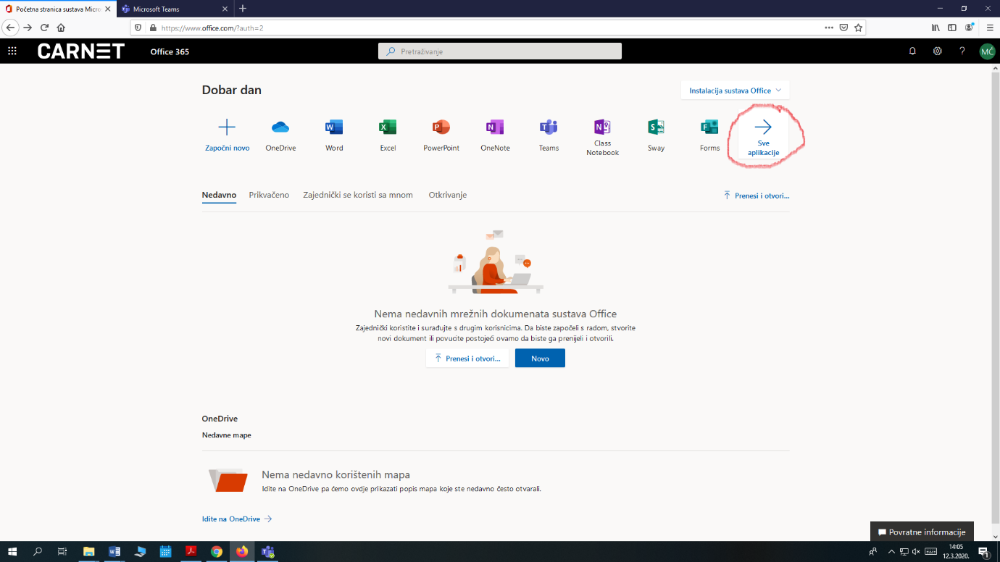 Početna stranica sustava Micro
Microsoft Teams
https://www.office.com/?auth=2
CARNET
Office 365
Pretraživanje
?
MĆ
Dobar dan
Instalacija sustava Office
Započni novo
OneDrive
Word
Excel
PowerPoint
OneNote
Teams
Class
Notebook
Sway
Forms
Sve
aplikacije
Nedavno
Prikvačeno
Zajednički se koristi sa mnom
Otkrivanje
Prenesi i otvori...
Nema nedavnih mrežnih dokumenata sustava Office
Zajednički koristite i surađujte s drugim korisnicima. Da biste započeli s radom, stvorite
novi dokument ili povucite postojeći ovamo da biste ga prenijeli i otvorili.
Prenesi i otvori...
Novo
OneDrive
Nedavne mape
Nema nedavno korištenih mapa
Idite na OneDrive pa ćemo ovdje prikazati popis mapa koje ste nedavno često otvarali.
Idite na OneDrive
Povratne informacije
14:05
12.3.2020.
1